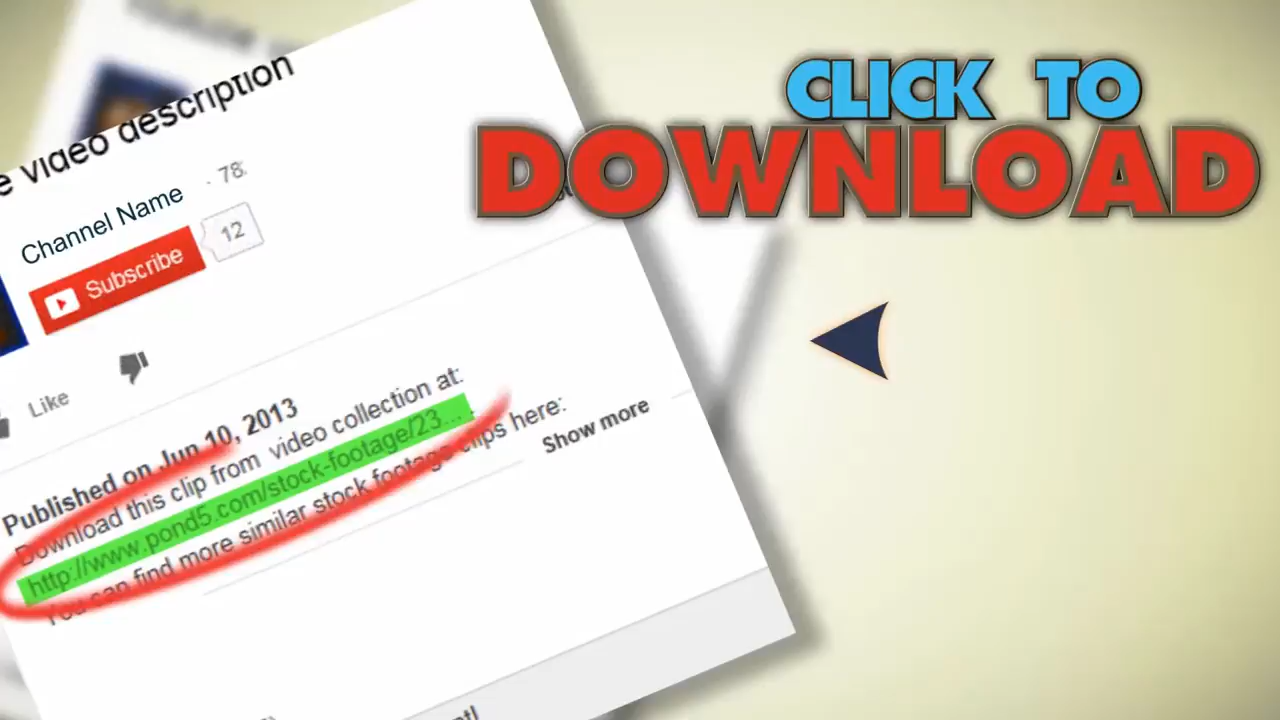 CLICK TO
DOWNLOAD
video description
Channel Name
78
Subscribe
12
Like
Published on Jun 10, 2013
Download this clip from video collection at:
http://www.pond5.com/stock-footage/23...
You can find more similar stock footage clips here:
Show more